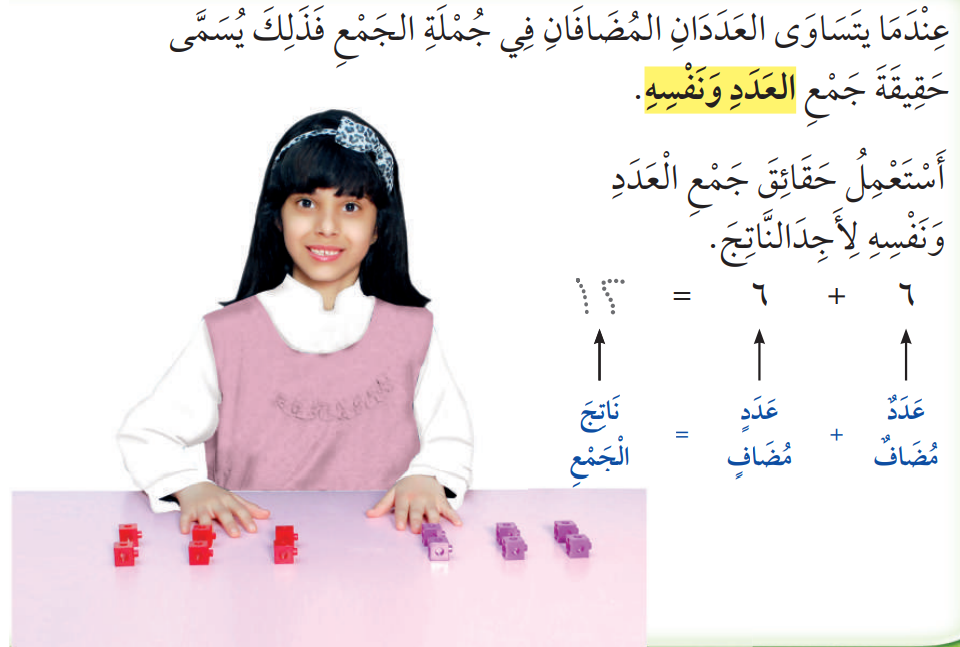 عِنْدَمَا يَتَسَاوَى العَدَدَانِ المُضَافَانِ فِي جُمْلَةِ الجَمْعِ فَذَلِكَ يُسَمَّى
حَقِيقَةَ جَمْعِ العَدَدِ وَنَفْسِهِ.
أَسْتَعْمِلُ حَقَائِقَ جَمْعِ الْعَدَدِ
وَنَفْسِهِ لِأَجِدَالنَّاتِجَ.
٦ + ٦ = ١٢
عَدَدٌ مُضَافٌ + عَدَدٍ مُضَافٍ = نَاتِجَ الْجَمْعِ